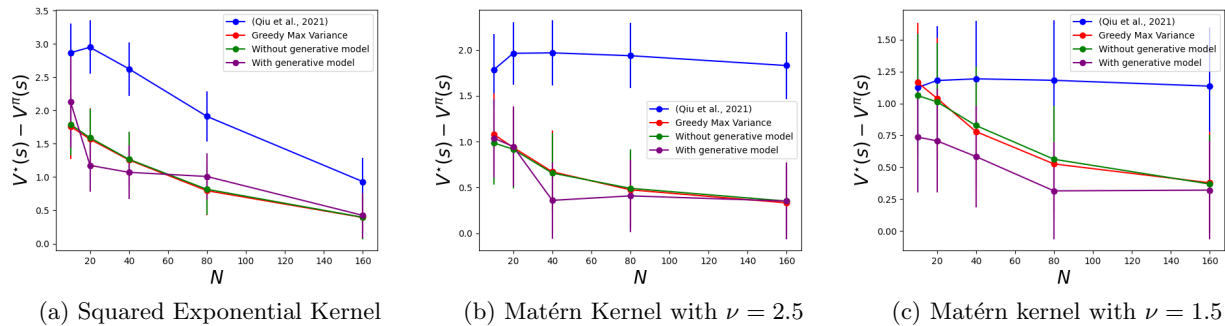 3.5
3.0
2.5
2.0
1.5
1.0
0.5
0.0
V*(s) − V^π(s)
(Qiu et al., 2021)
Greedy Max Variance
Without generative model
With generative model
20 40 60 80 100 120 140 160
N
(a) Squared Exponential Kernel
2.0
1.5
1.0
0.5
0.0
V*(s) − V^π(s)
(Qiu et al., 2021)
Greedy Max Variance
Without generative model
With generative model
20 40 60 80 100 120 140 160
N
(b) Matérn Kernel with ν = 2.5
1.50
1.25
1.00
0.75
0.50
0.25
0.00
V*(s) − V^π(s)
(Qiu et al., 2021)
Greedy Max Variance
Without generative model
With generative model
20 40 60 80 100 120 140 160
N
(c) Matérn kernel with ν = 1.5